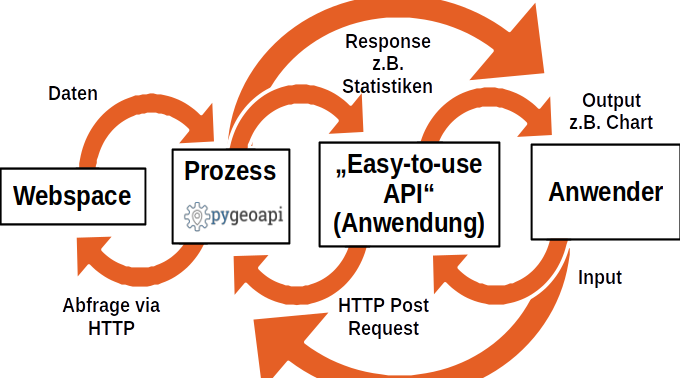 Response
z.B.
Statistiken
Daten
Output
z.B. Chart
Webspace
Prozess
pygeoapi
„Easy-to-use
API“
(Anwendung)
Anwender
Abfrage via
HTTP
HTTP Post
Request
Input